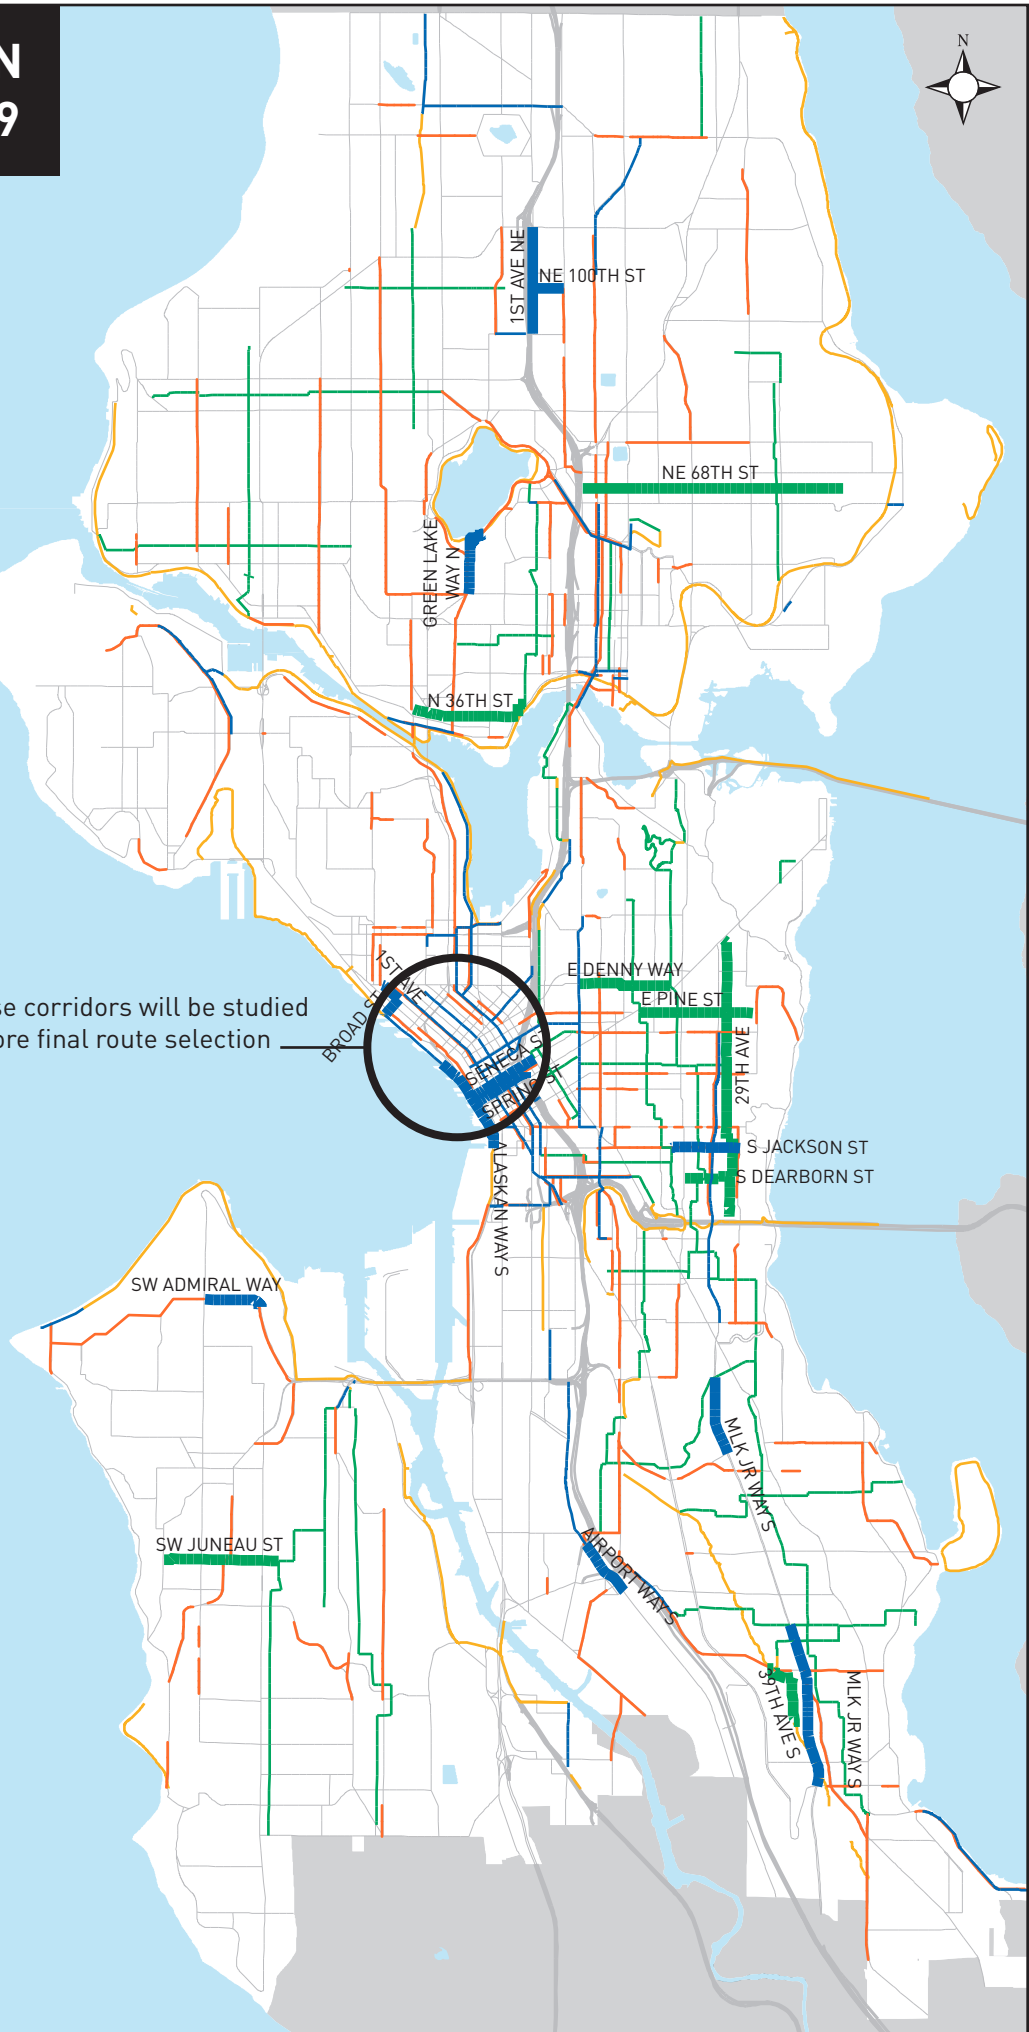 N
9
N
1ST AVE NE
NE 100TH ST
NE 68TH ST
GREEN LAKE
WAY N
N 36TH ST
1ST AVE
BROAD ST
E DENNY WAY
E PINE ST
29TH AVE
se corridors will be studied
ore final route selection
SENECA ST
SPRING ST
S JACKSON ST
S DEARBORN ST
ALASKAN WAY S
SW ADMIRAL WAY
MLK JR WAY S
SW JUNEAU ST
AIRPORT WAY S
39TH AVE S
MLK JR WAY S